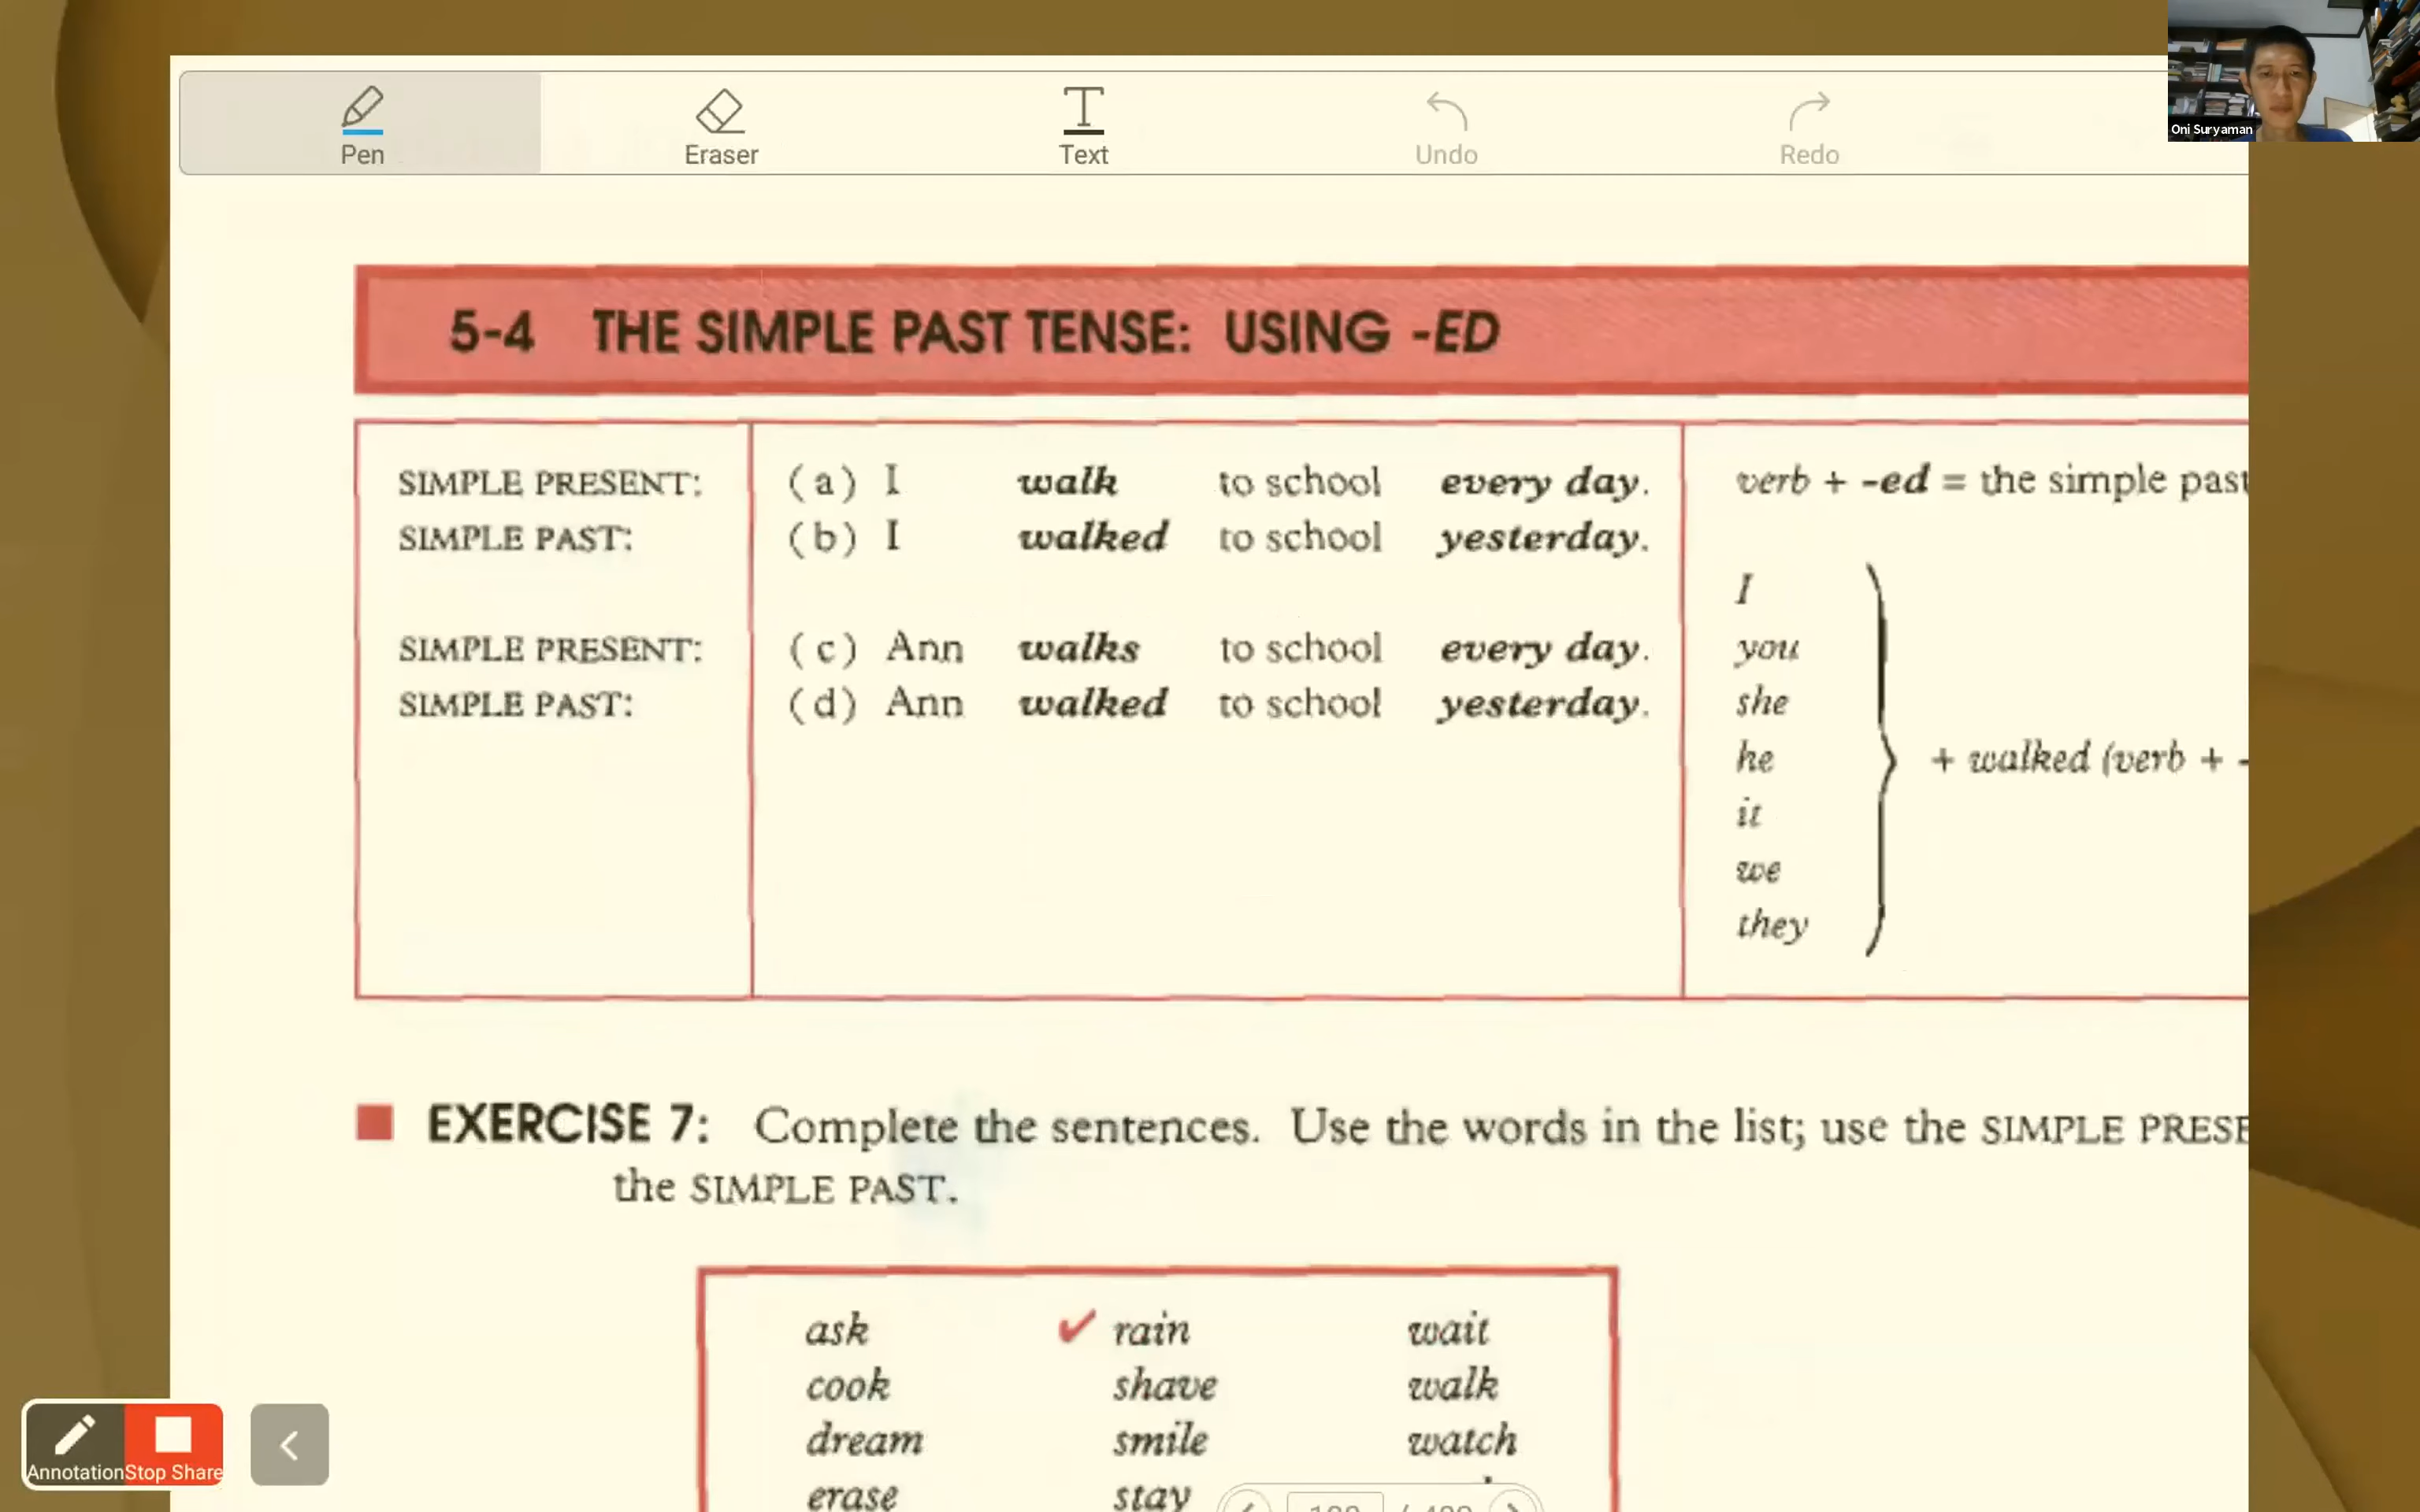 Pen Eraser Text Undo Redo
Oni Suryaman
5-4 THE SIMPLE PAST TENSE: USING -ED
SIMPLE PRESENT: (a) I walk to school every day. verb + -ed = the simple past
SIMPLE PAST: (b) I walked to school yesterday.
I
SIMPLE PRESENT: (c) Ann walks to school every day. you
SIMPLE PAST: (d) Ann walked to school yesterday. she
he + walked (verb + -
it
we
they
EXERCISE 7: Complete the sentences. Use the words in the list; use the SIMPLE PRESE
the SIMPLE PAST.
ask ✔ rain wait
cook shave walk
dream smile watch
erase stay
Annotation Stop Share